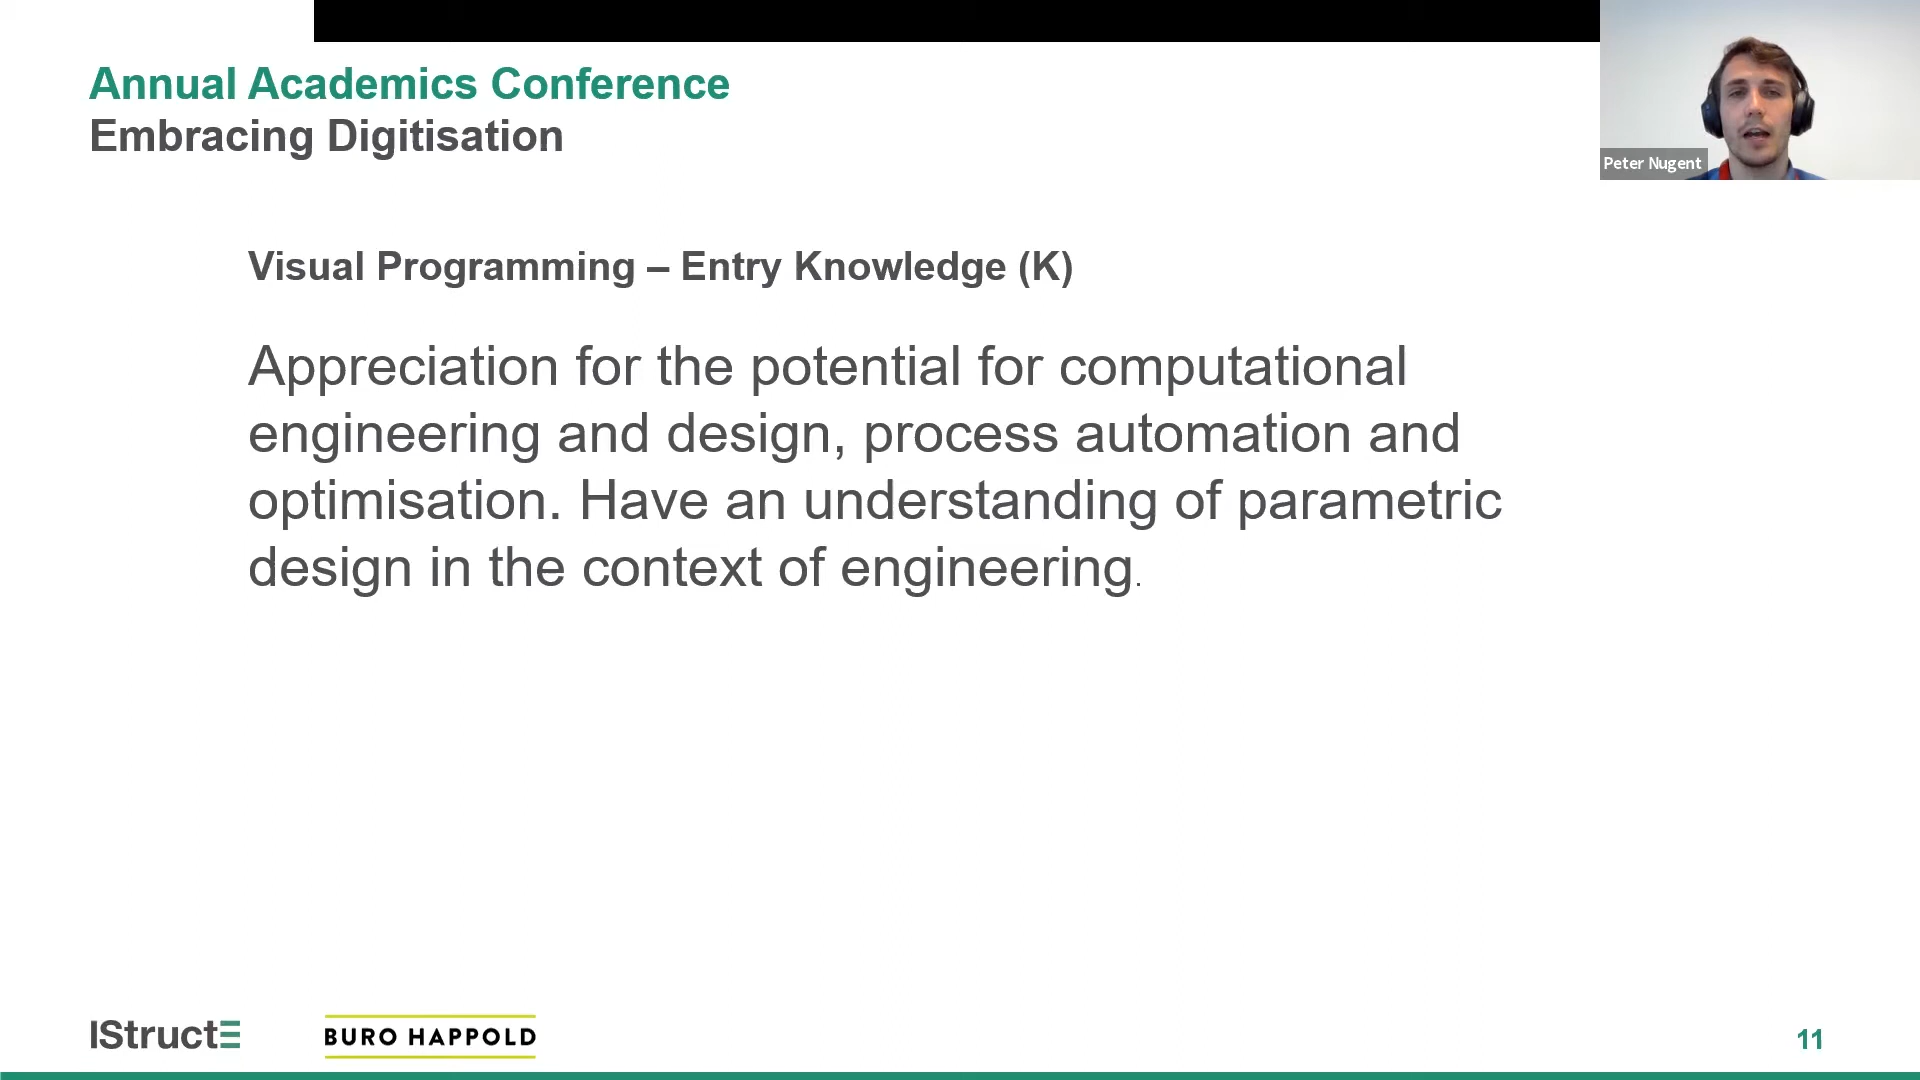 Annual Academics Conference
Embracing Digitisation
Peter Nugent
Visual Programming – Entry Knowledge (K)
Appreciation for the potential for computational
engineering and design, process automation and
optimisation. Have an understanding of parametric
design in the context of engineering.
IStructE
BURO HAPPOLD
11